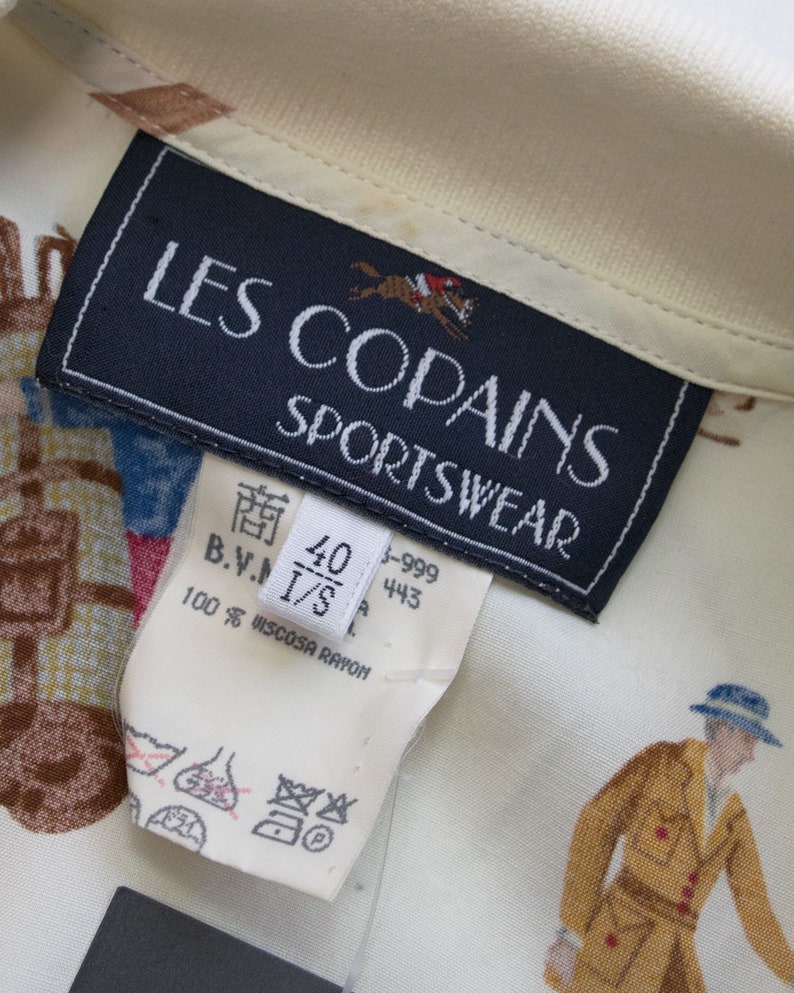 LES COPAINS
SPORTSWEAR
40
I/S
商
-999
B.V.
443
100 % VISCOSA RAYON
P